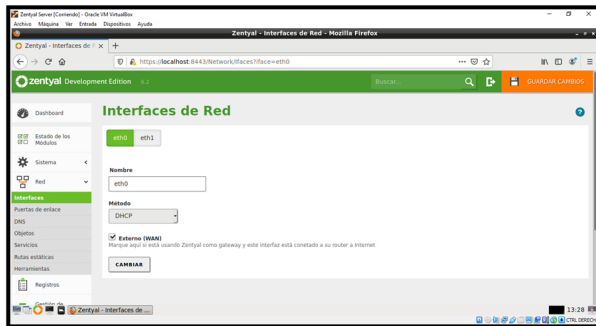 Zentyal Server [Corriendo] - Oracle VM VirtualBox
Archivo Máquina Ver Entrada Dispositivos Ayuda
Zentyal - Interfaces de Red - Mozilla Firefox
Zentyal - Interfaces de R
https://localhost:8443/Network/Ifaces?iface=eth0
zentyal Development Edition 6.2
Buscar...
GUARDAR CAMBIOS
Dashboard
Estado de los
Módulos
Sistema
Red
Interfaces
Puertas de enlace
DNS
Objetos
Servicios
Rutas estáticas
Herramientas
Registros
Gestión de
Interfaces de Red
eth0 eth1
Nombre
eth0
Método
DHCP
Externo (WAN)
Marque aquí si está usando Zentyal como gateway y este interfaz está conetado a su router a Internet
CAMBIAR
Zentyal - Interfaces de ...
13:28
CTRL DERECHA